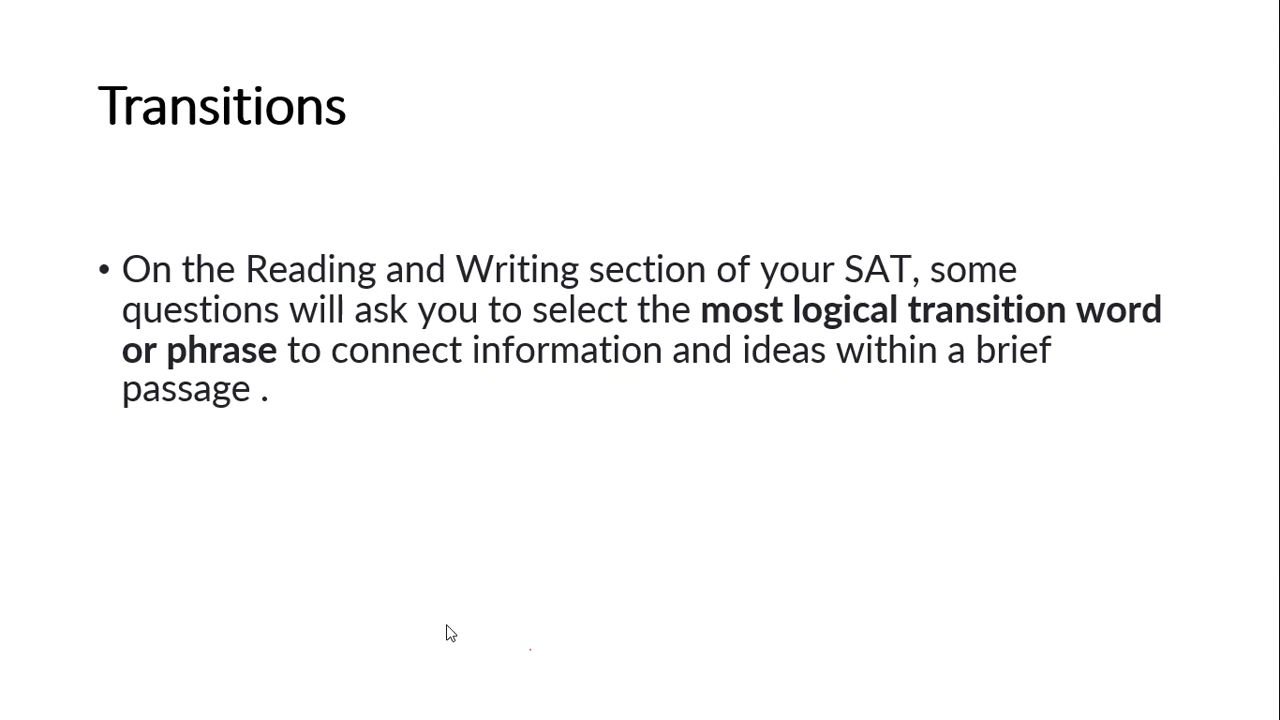 Transitions
• On the Reading and Writing section of your SAT, some
questions will ask you to select the most logical transition word
or phrase to connect information and ideas within a brief
passage .